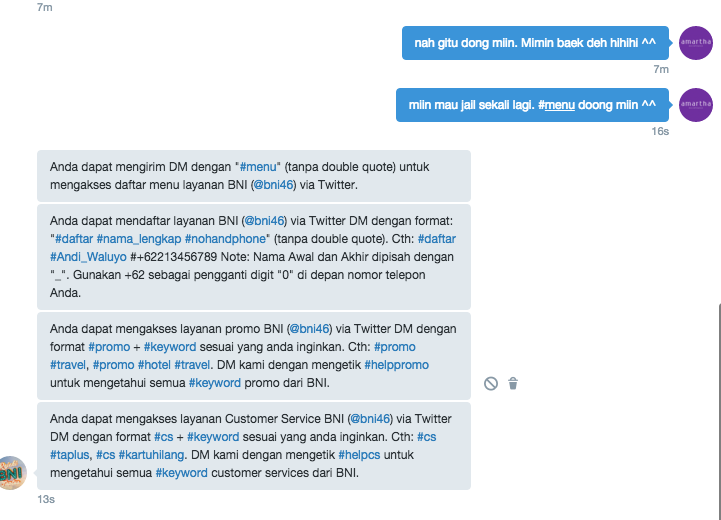 7m
nah gitu dong miin. Mimin baek deh hihihi ^^
amartha
7m
miin mau jail sekali lagi. #menu doong miin ^^
amartha
16s
Anda dapat mengirim DM dengan "#menu" (tanpa double quote) untuk
mengakses daftar menu layanan BNI (@bni46) via Twitter.
Anda dapat mendaftar layanan BNI (@bni46) via Twitter DM dengan format:
"#daftar #nama_lengkap #nohandphone" (tanpa double quote). Cth: #daftar
#Andi_Waluyo #+62213456789 Note: Nama Awal dan Akhir dipisah dengan
"_". Gunakan +62 sebagai pengganti digit "0" di depan nomor telepon
Anda.
Anda dapat mengakses layanan promo BNI (@bni46) via Twitter DM dengan
format #promo + #keyword sesuai yang anda inginkan. Cth: #promo
#travel, #promo #hotel #travel. DM kami dengan mengetik #helppromo
untuk mengetahui semua #keyword promo dari BNI.
Anda dapat mengakses layanan Customer Service BNI (@bni46) via Twitter
DM dengan format #cs + #keyword sesuai yang anda inginkan. Cth: #cs
#taplus, #cs #kartuhilang. DM kami dengan mengetik #helpcs untuk
mengetahui semua #keyword customer services dari BNI.
BNI
13s